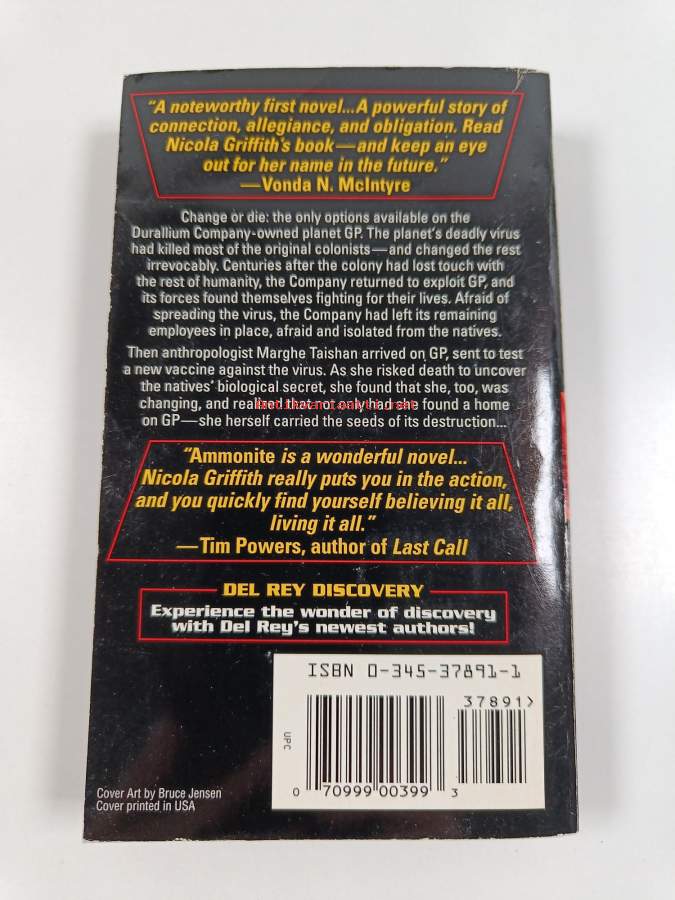 "A noteworthy first novel...A powerful story of
connection, allegiance, and obligation. Read
Nicola Griffith's book—and keep an eye
out for her name in the future."
—Vonda N. McIntyre
Change or die: the only options available on the
Durallium Company-owned planet GP. The planet's deadly virus
had killed most of the original colonists—and changed the rest
irrevocably. Centuries after the colony had lost touch with
the rest of humanity, the Company returned to exploit GP, and
its forces found themselves fighting for their lives. Afraid of
spreading the virus, the Company had left its remaining
employees in place, afraid and isolated from the natives.
Then anthropologist Marghe Taishan arrived on GP, sent to test
a new vaccine against the virus. As she risked death to uncover
the natives' biological secret, she found that she, too, was
changing, and realized that not only had she found a home
on GP—she herself carried the seeds of its destruction...
"Ammonite is a wonderful novel...
Nicola Griffith really puts you in the action,
and you quickly find yourself believing it all,
living it all."
—Tim Powers, author of Last Call
DEL REY DISCOVERY
Experience the wonder of discovery
with Del Rey's newest authors!
ISBN 0-345-37891-1
37891>
UPC
0 70999 00399 3
Cover Art by Bruce Jensen
Cover printed in USA